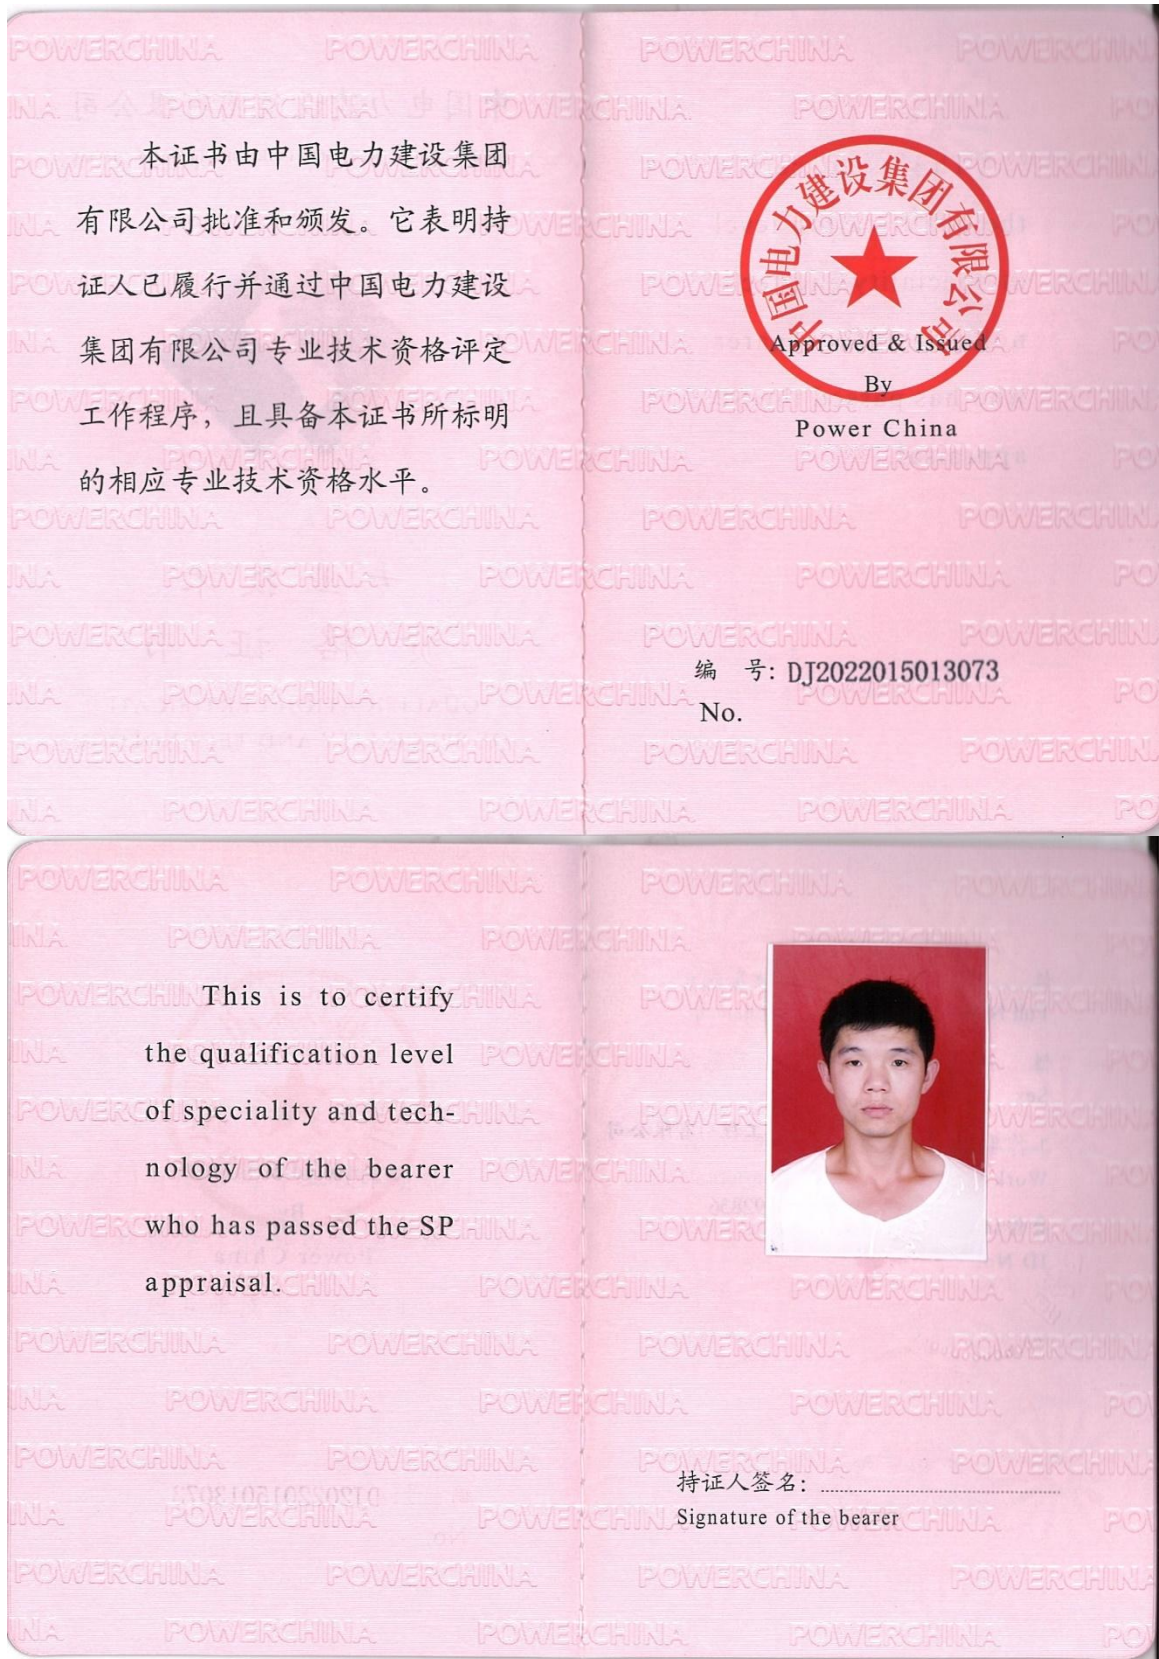 本证书由中国电力建设集团
有限公司批准和颁发。它表明持
证人已履行并通过中国电力建设
集团有限公司专业技术资格评定
工作程序，且具备本证书所标明
的相应专业技术资格水平。
中国电力建设集团有限公司
Approved & Issued
By
Power China
编 号: DJ2022015013073
No.
This is to certify
the qualification level
of speciality and tech-
nology of the bearer
who has passed the SP
appraisal.
持证人签名：
Signature of the bearer
POWERCHINA